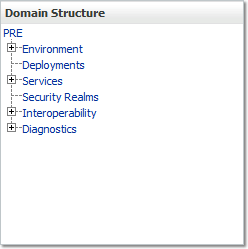 Domain Structure
PRE
Environment
Deployments
Services
Security Realms
Interoperability
Diagnostics